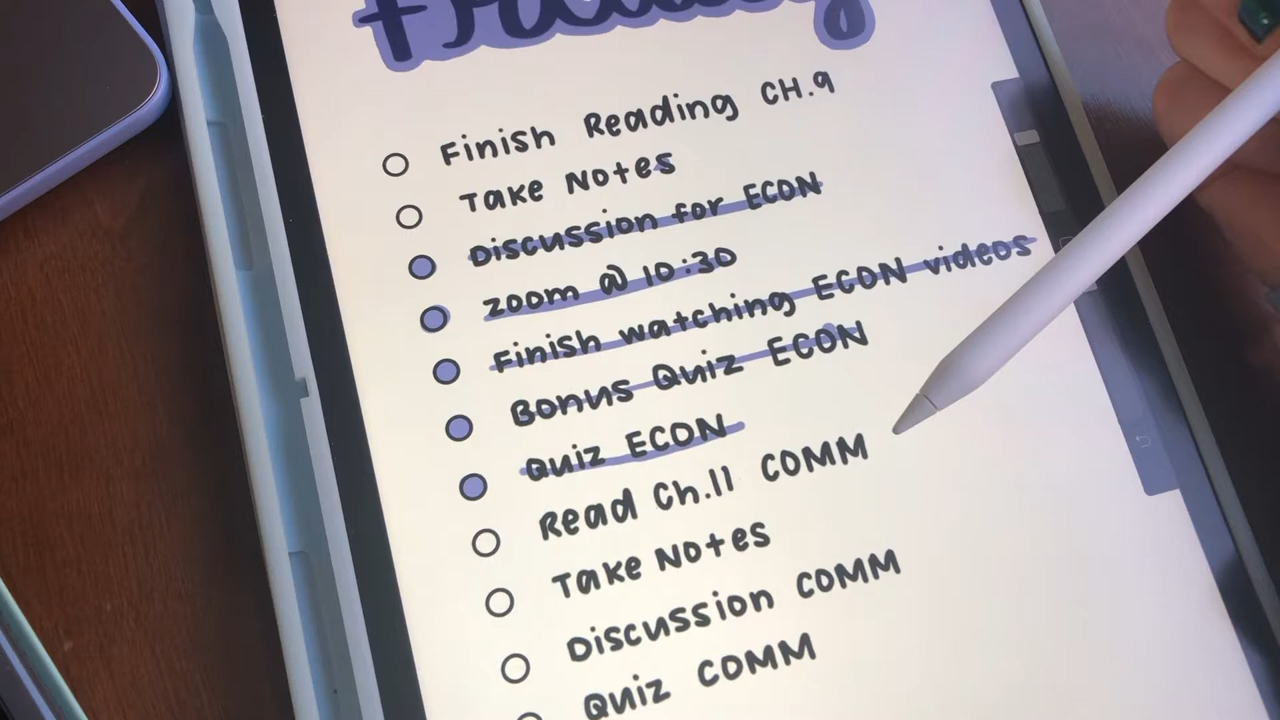 Finish Reading CH.9
Take Notes
Discussion for ECON
zoom @ 10:30
Finish watching ECON videos
Bonus Quiz ECON
Quiz ECON
Read Ch.11 COMM
Take Notes
Discussion COMM
Quiz COMM